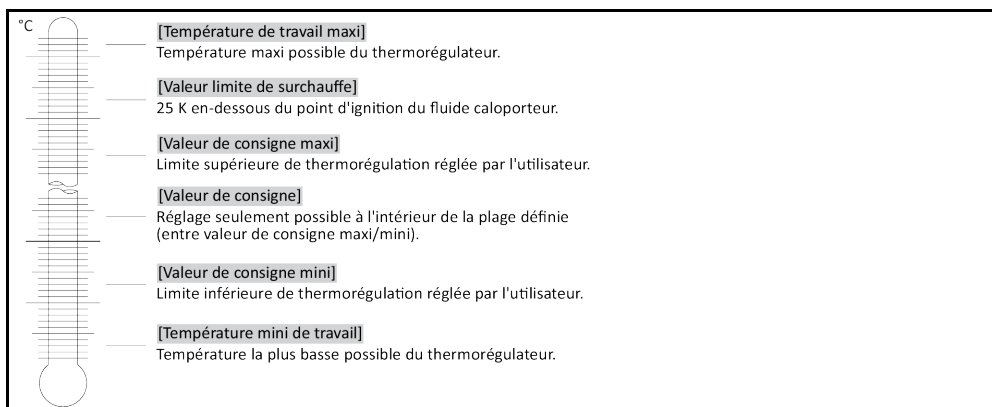 °C
[Température de travail maxi]
Température maxi possible du thermorégulateur.
[Valeur limite de surchauffe]
25 K en-dessous du point d'ignition du fluide caloporteur.
[Valeur de consigne maxi]
Limite supérieure de thermorégulation réglée par l'utilisateur.
[Valeur de consigne]
Réglage seulement possible à l'intérieur de la plage définie
(entre valeur de consigne maxi/mini).
[Valeur de consigne mini]
Limite inférieure de thermorégulation réglée par l'utilisateur.
[Température mini de travail]
Température la plus basse possible du thermorégulateur.